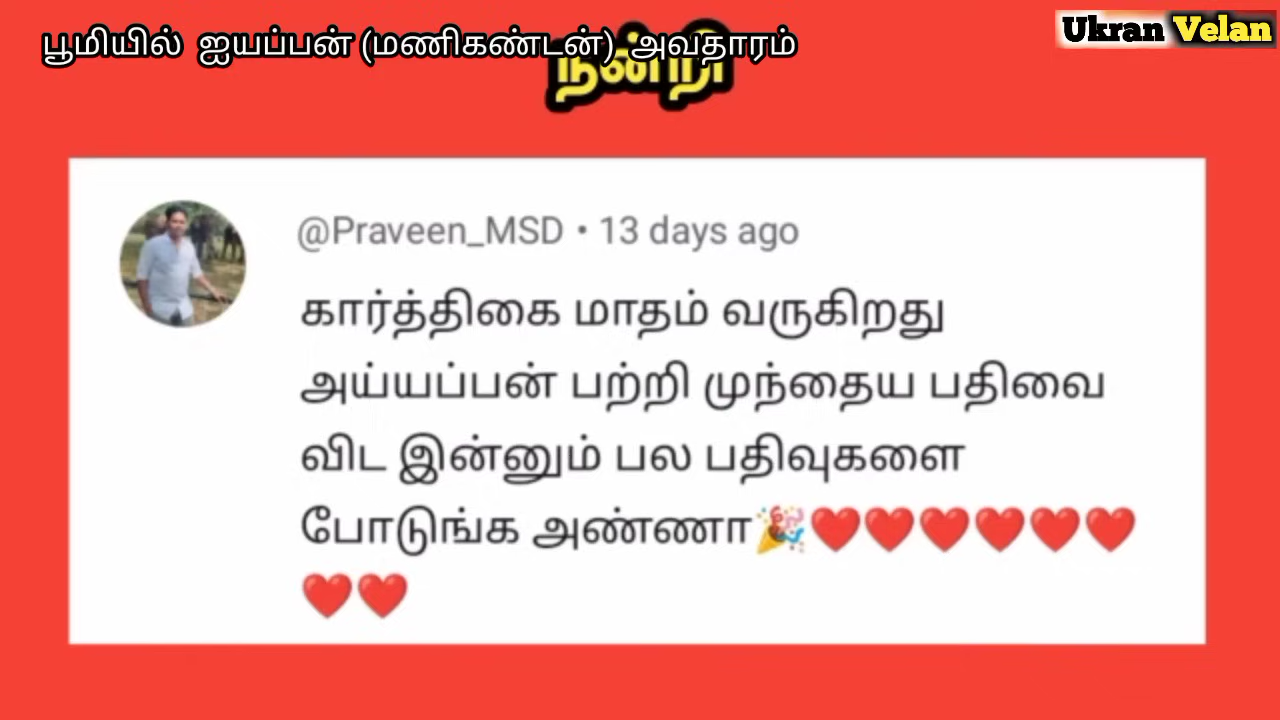 பூமியில் ஐயப்பன் (மணிகண்டன்) அவதாரம்
Ukran Velan
நன்றி
@Praveen_MSD • 13 days ago
கார்த்திகை மாதம் வருகிறது
அய்யப்பன் பற்றி முந்தைய பதிவை
விட இன்னும் பல பதிவுகளை
போடுங்க அண்ணா🎉❤️❤️❤️❤️❤️❤️
❤️❤️